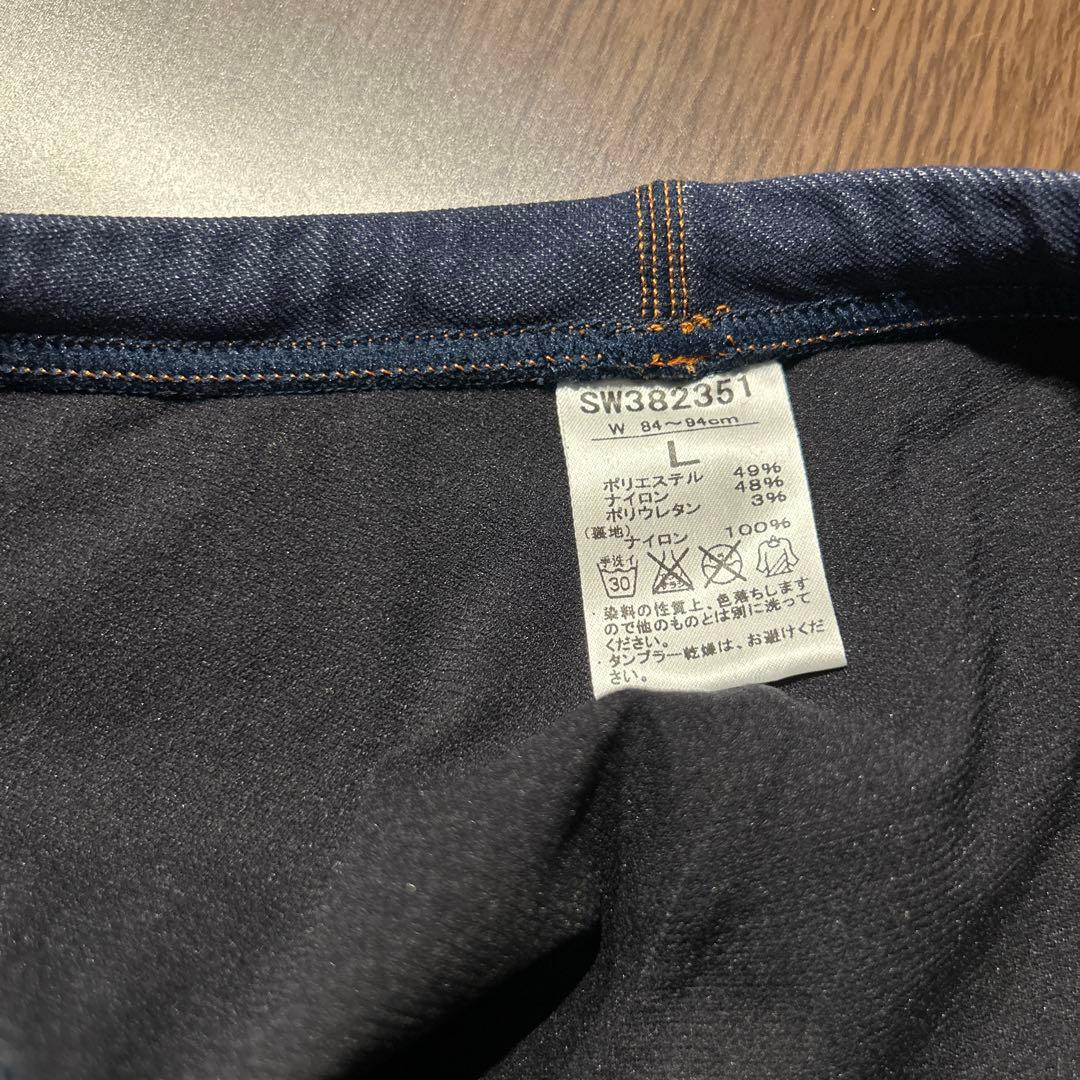 SW382351
W 84～94cm
L
ポリエステル 49%
ナイロン 48%
ポリウレタン 3%
(裏地)
ナイロン 100%
手洗イ
30
・染料の性質上、色落ちします
ので他のものとは別に洗って
ください。
・タンブラー乾燥は、お避けくだ
さい。